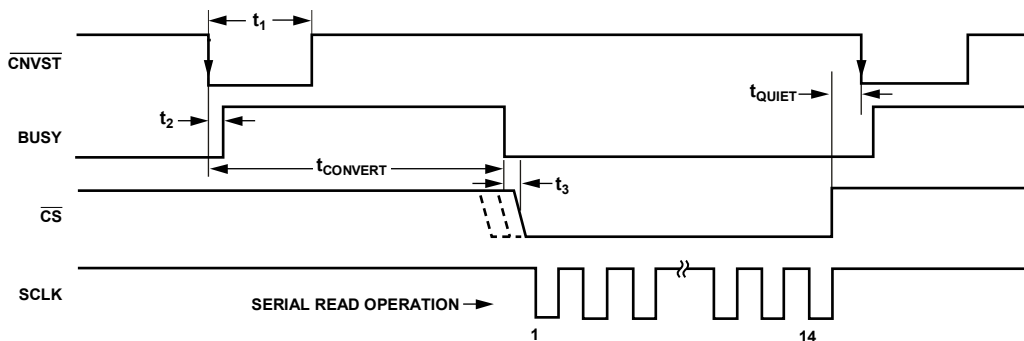 t1
CNVST
tQUIET
t2
BUSY
tCONVERT
t3
CS
SCLK
SERIAL READ OPERATION
1
14